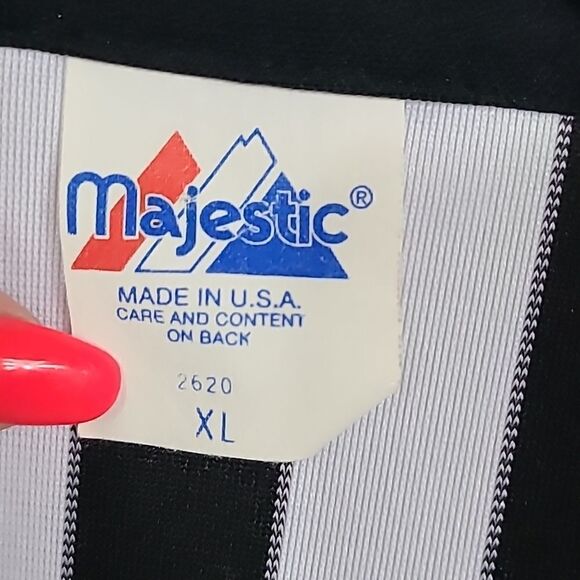 Majestic®
MADE IN U.S.A.
CARE AND CONTENT
ON BACK
2620
XL